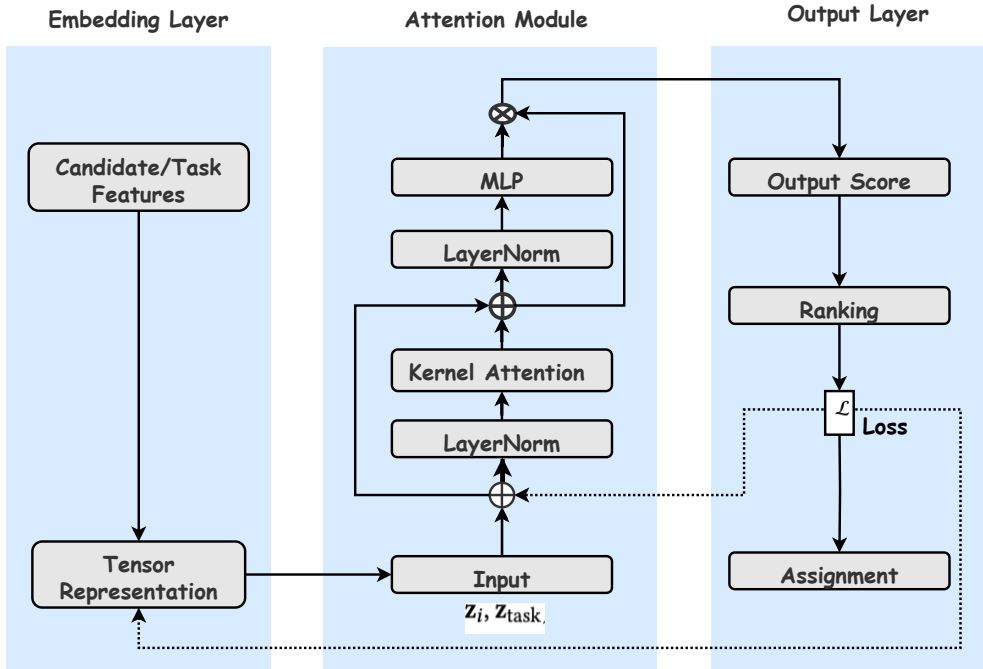 Embedding Layer
Attention Module
Output Layer
Candidate/Task
Features
Tensor
Representation
MLP
LayerNorm
Kernel Attention
LayerNorm
Input
𝐳ᵢ, 𝐳_task,
Output Score
Ranking
ℒ
Loss
Assignment